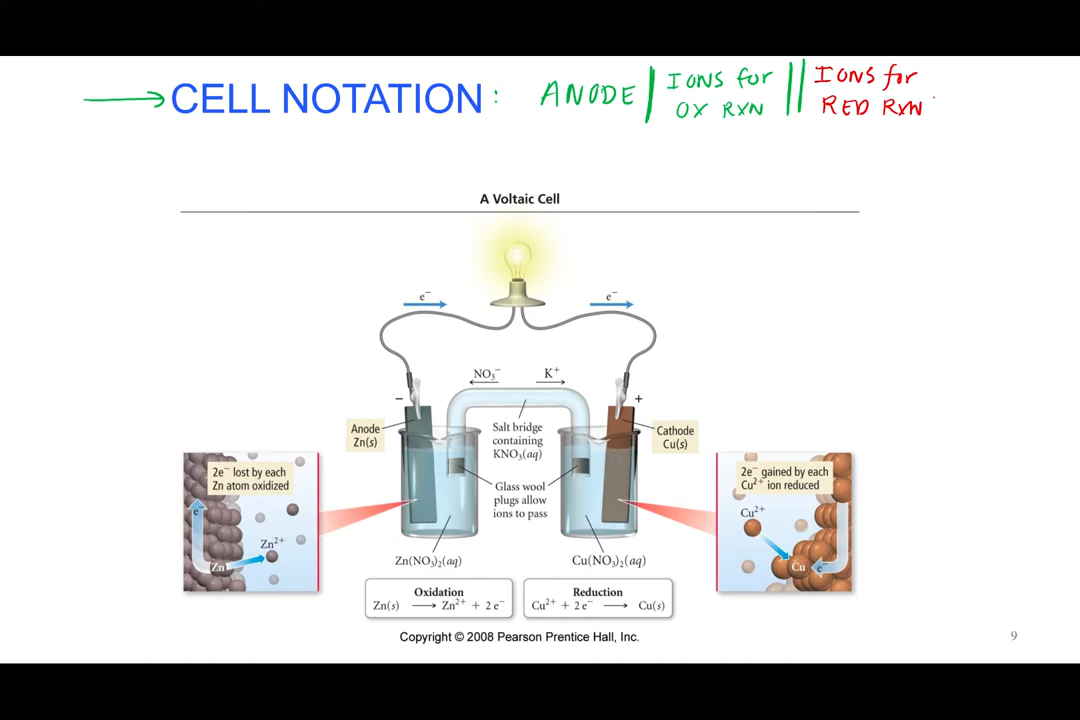 CELL NOTATION : ANODE | IONS for || IONS for
OX RXN RED RXN
A Voltaic Cell
e⁻ e⁻
NO₃⁻ K⁺
− +
Anode
Zn(s)
Salt bridge
containing
KNO₃(aq)
Cathode
Cu(s)
2e⁻ lost by each
Zn atom oxidized
e⁻
Zn²⁺
Zn
Glass wool
plugs allow
ions to pass
2e⁻ gained by each
Cu²⁺ ion reduced
Cu²⁺
Cu e⁻
Zn(NO₃)₂(aq) Cu(NO₃)₂(aq)
Oxidation
Zn(s) ⟶ Zn²⁺ + 2 e⁻
Reduction
Cu²⁺ + 2 e⁻ ⟶ Cu(s)
Copyright © 2008 Pearson Prentice Hall, Inc.
9